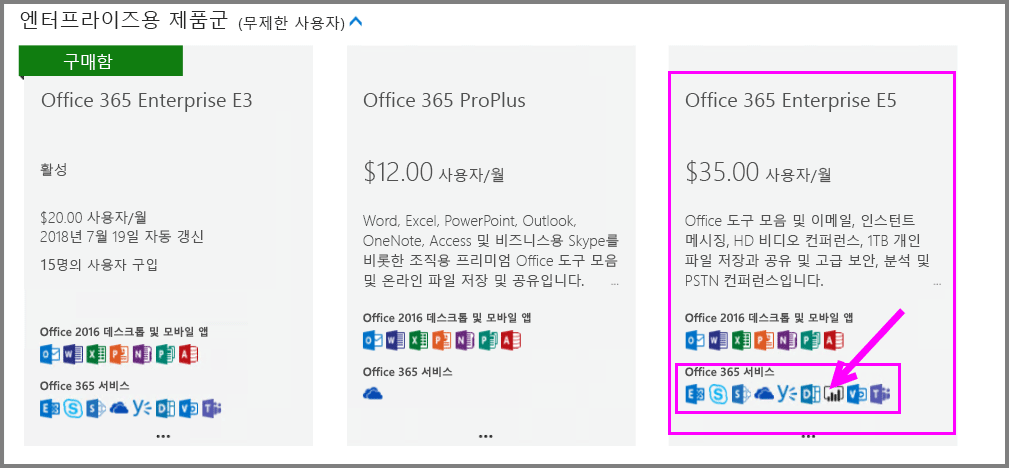 엔터프라이즈용 제품군 (무제한 사용자)
구매함
Office 365 Enterprise E3
활성
$20.00 사용자/월
2018년 7월 19일 자동 갱신
15명의 사용자 구입
Office 2016 데스크톱 및 모바일 앱
Office 365 서비스
...
Office 365 ProPlus
$12.00 사용자/월
Word, Excel, PowerPoint, Outlook,
OneNote, Access 및 비즈니스용 Skype를
비롯한 조직용 프리미엄 Office 도구 모음
및 온라인 파일 저장 및 공유입니다. ...
Office 2016 데스크톱 및 모바일 앱
Office 365 서비스
...
Office 365 Enterprise E5
$35.00 사용자/월
Office 도구 모음 및 이메일, 인스턴트
메시징, HD 비디오 컨퍼런스, 1TB 개인
파일 저장과 공유 및 고급 보안, 분석 및
PSTN 컨퍼런스입니다. ...
Office 2016 데스크톱 및 모바일 앱
Office 365 서비스
...